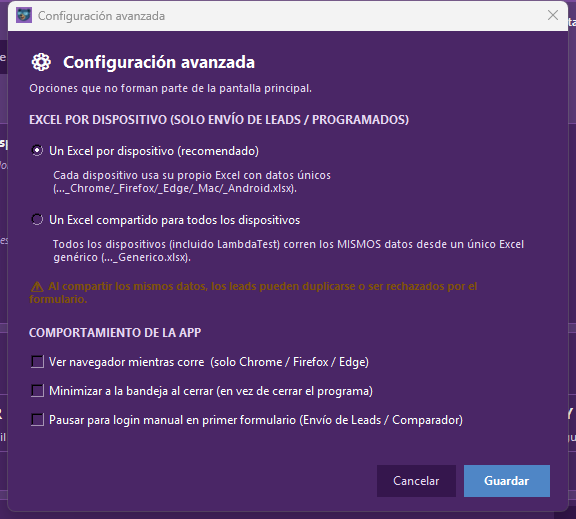 Configuración avanzada
Configuración avanzada
Opciones que no forman parte de la pantalla principal.
EXCEL POR DISPOSITIVO (SOLO ENVÍO DE LEADS / PROGRAMADOS)
Un Excel por dispositivo (recomendado)
Cada dispositivo usa su propio Excel con datos únicos
(..._Chrome/_Firefox/_Edge/_Mac/_Android.xlsx).
Un Excel compartido para todos los dispositivos
Todos los dispositivos (incluido LambdaTest) corren los MISMOS datos desde un único Excel
genérico (..._Generico.xlsx).
⚠ Al compartir los mismos datos, los leads pueden duplicarse o ser rechazados por el
formulario.
COMPORTAMIENTO DE LA APP
Ver navegador mientras corre (solo Chrome / Firefox / Edge)
Minimizar a la bandeja al cerrar (en vez de cerrar el programa)
Pausar para login manual en primer formulario (Envío de Leads / Comparador)
Cancelar
Guardar